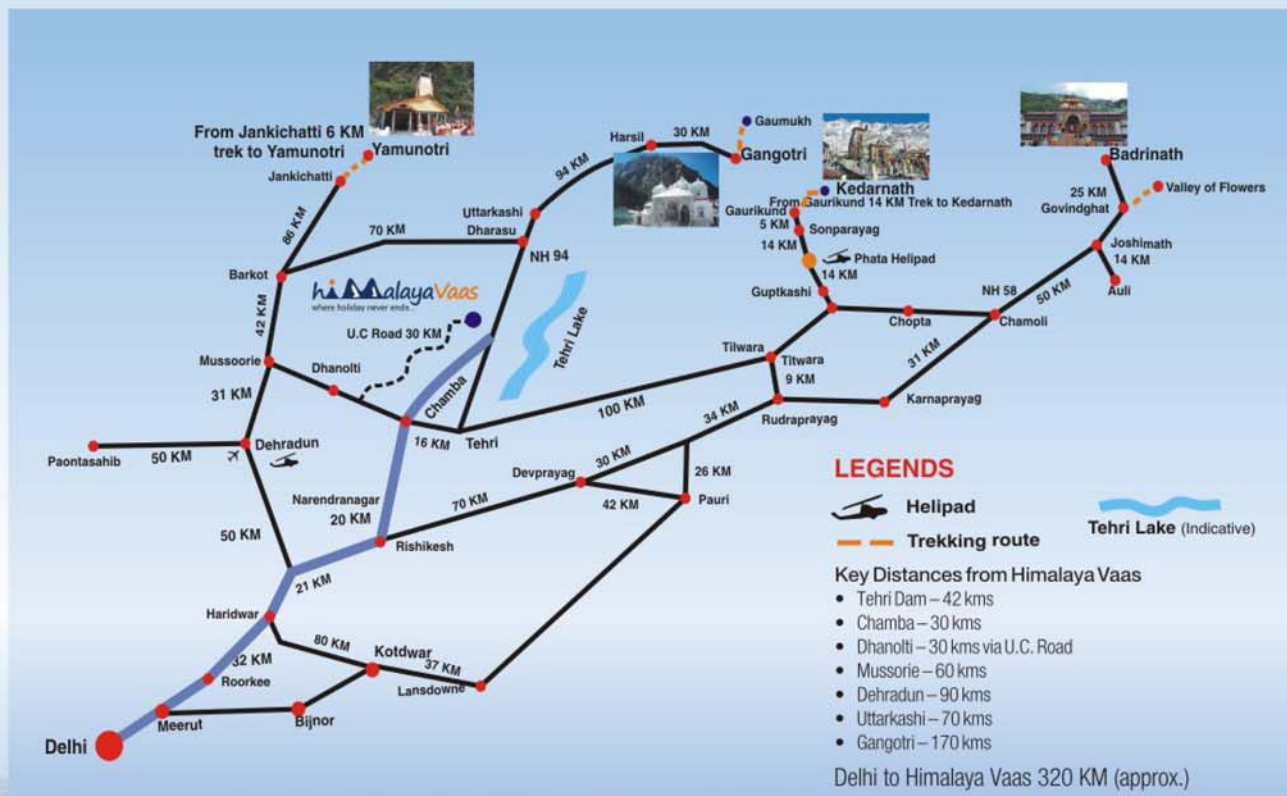 From Jankichatti 6 KM
trek to Yamunotri
Yamunotri
Jankichatti
86 KM
Barkot
70 KM
42 KM
Mussoorie
31 KM
Dehradun
Paontasahib
50 KM
50 KM
Harsil
30 KM
Gaumukh
Gangotri
94 KM
Uttarkashi
Dharasu
NH 94
hiMMalayaVaas
where holiday never ends...
U.C Road 30 KM
Dhanolti
Chamba
16 KM
Tehri
Tehri Lake
100 KM
Kedarnath
From Gaurikund 14 KM Trek to Kedarnath
Gaurikund
5 KM
Sonparayag
14 KM
Phata Helipad
14 KM
Guptkashi
Chopta
Badrinath
25 KM
Valley of Flowers
Govindghat
Joshimath
14 KM
Auli
NH 58
50 KM
Chamoli
31 KM
Tilwara
Titwara
9 KM
Rudraprayag
Karnaprayag
34 KM
Devprayag
30 KM
26 KM
42 KM
Pauri
70 KM
Narendranagar
20 KM
Rishikesh
21 KM
Haridwar
32 KM
80 KM
Kotdwar
37 KM
Lansdowne
Roorkee
Meerut
Bijnor
Delhi
LEGENDS
Helipad
Trekking route
Tehri Lake (Indicative)
Key Distances from Himalaya Vaas
• Tehri Dam – 42 kms
• Chamba – 30 kms
• Dhanolti – 30 kms via U.C. Road
• Mussorie – 60 kms
• Dehradun – 90 kms
• Uttarkashi – 70 kms
• Gangotri – 170 kms
Delhi to Himalaya Vaas 320 KM (approx.)